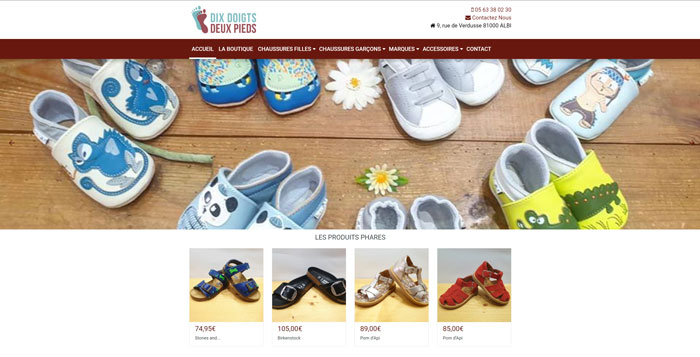 DIX DOIGTS
DEUX PIEDS
05 63 38 02 30
Contactez Nous
9, rue de Verdusse 81000 ALBI
ACCUEIL LA BOUTIQUE CHAUSSURES FILLES CHAUSSURES GARÇONS MARQUES ACCESSOIRES CONTACT
LES PRODUITS PHARES
74,95€ 105,00€ 89,00€ 85,00€
Stones and... Birkenstock Pom d'Api Pom d'Api